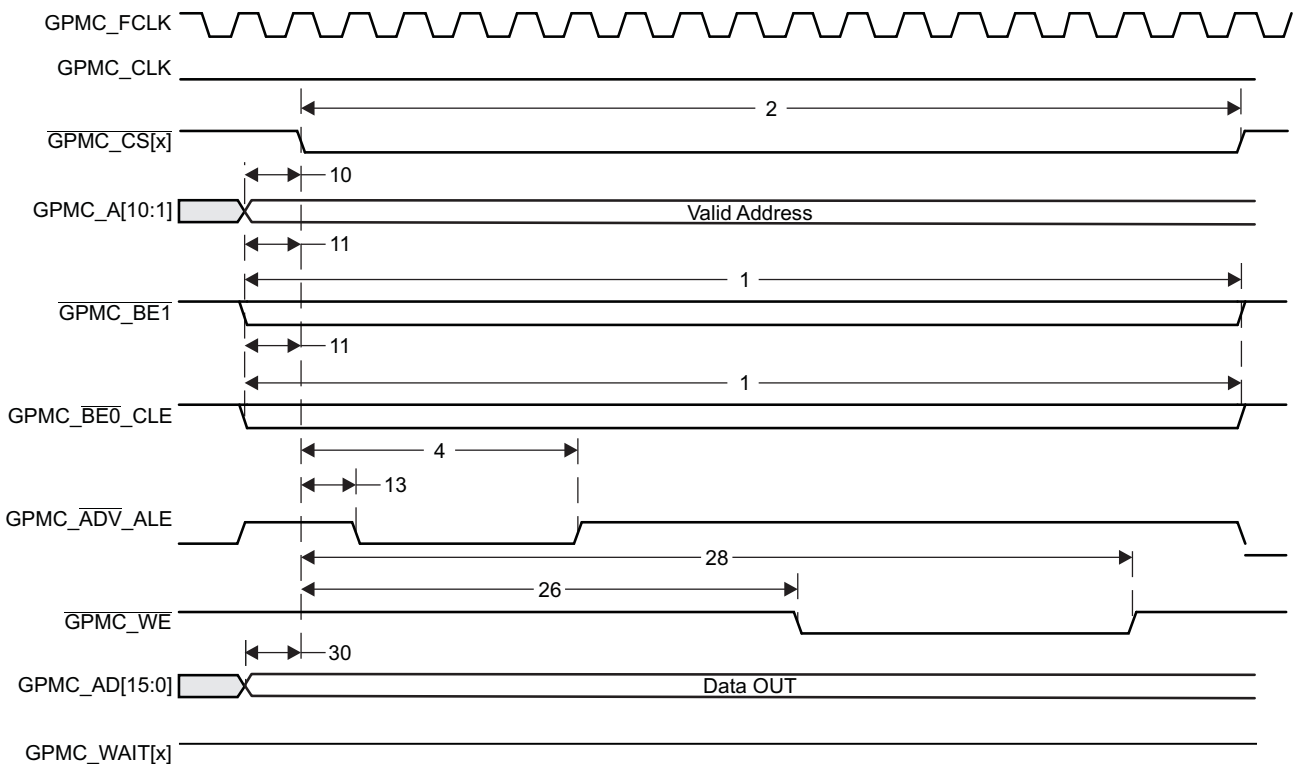 GPMC_FCLK
GPMC_CLK
2
GPMC_CS[x]
10
GPMC_A[10:1]
Valid Address
11
1
GPMC_BE1
11
1
GPMC_BE0_CLE
4
13
GPMC_ADV_ALE
28
26
GPMC_WE
30
GPMC_AD[15:0]
Data OUT
GPMC_WAIT[x]